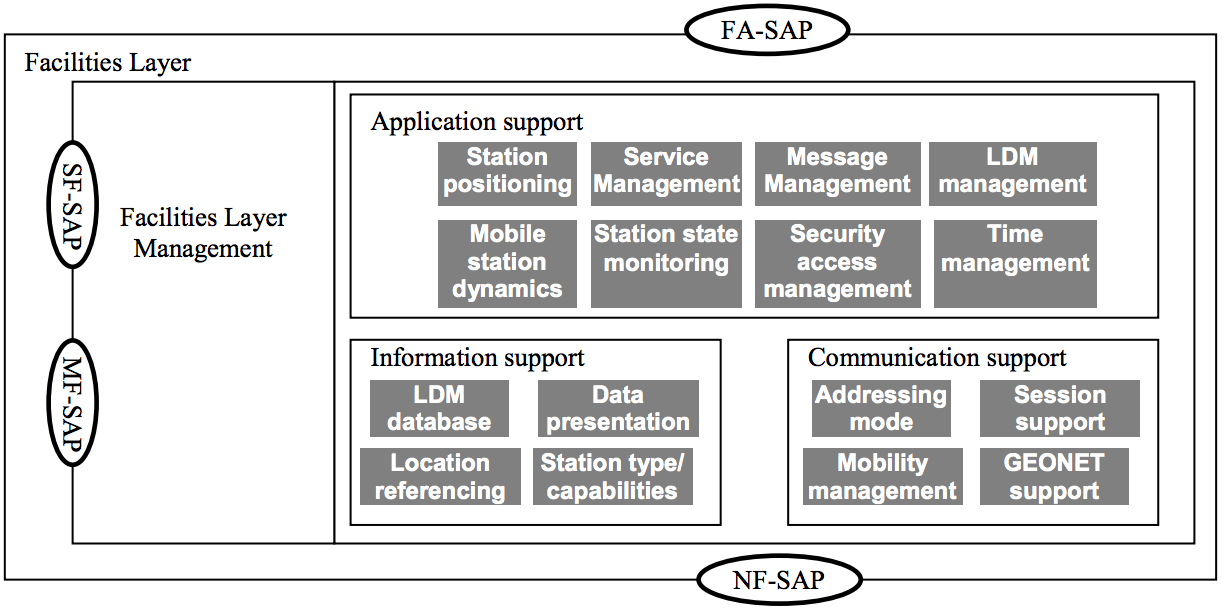 FA-SAP
Facilities Layer
SF-SAP
Facilities Layer
Management
MF-SAP
Application support
Station
positioning
Service
Management
Message
Management
LDM
management
Mobile
station
dynamics
Station state
monitoring
Security
access
management
Time
management
Information support
LDM
database
Data
presentation
Location
referencing
Station type/
capabilities
Communication support
Addressing
mode
Session
support
Mobility
management
GEONET
support
NF-SAP